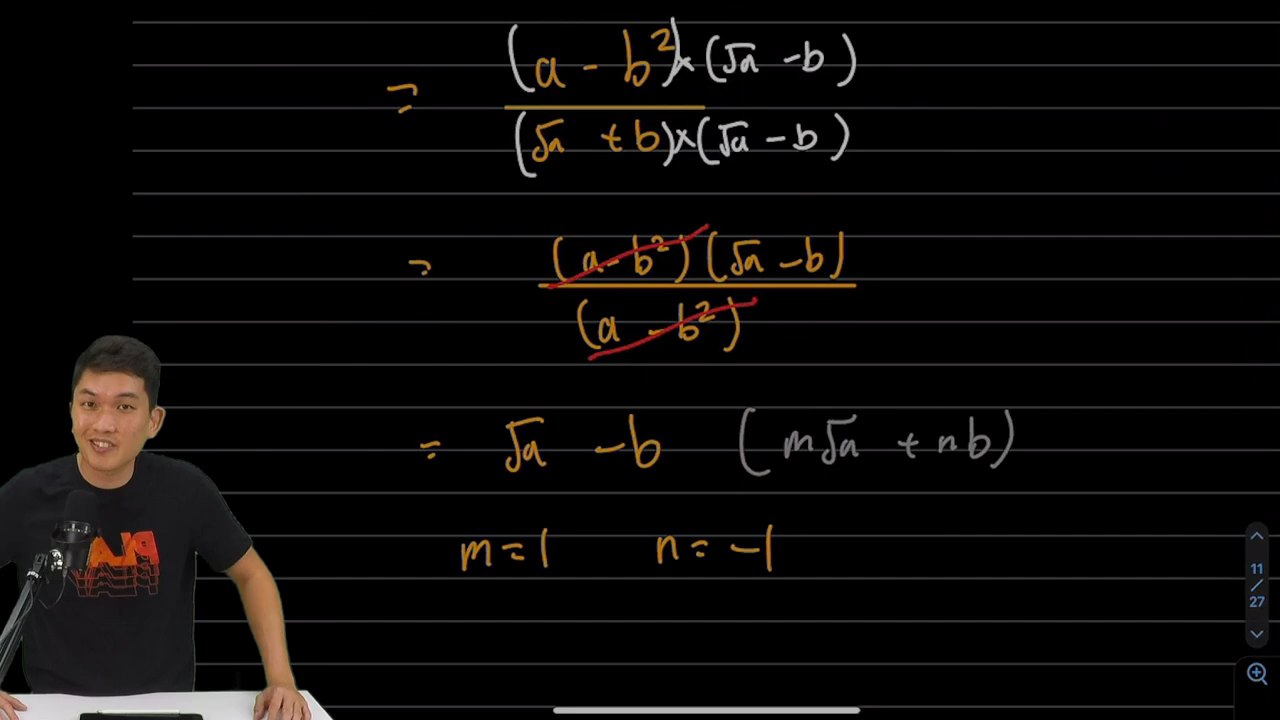 (a - b²) × (√a - b)
= (√a + b) × (√a - b)
(a - b²) (√a - b)
= (a - b²)
= √a - b (m√a + nb)
m = 1 n = -1
11
/
27